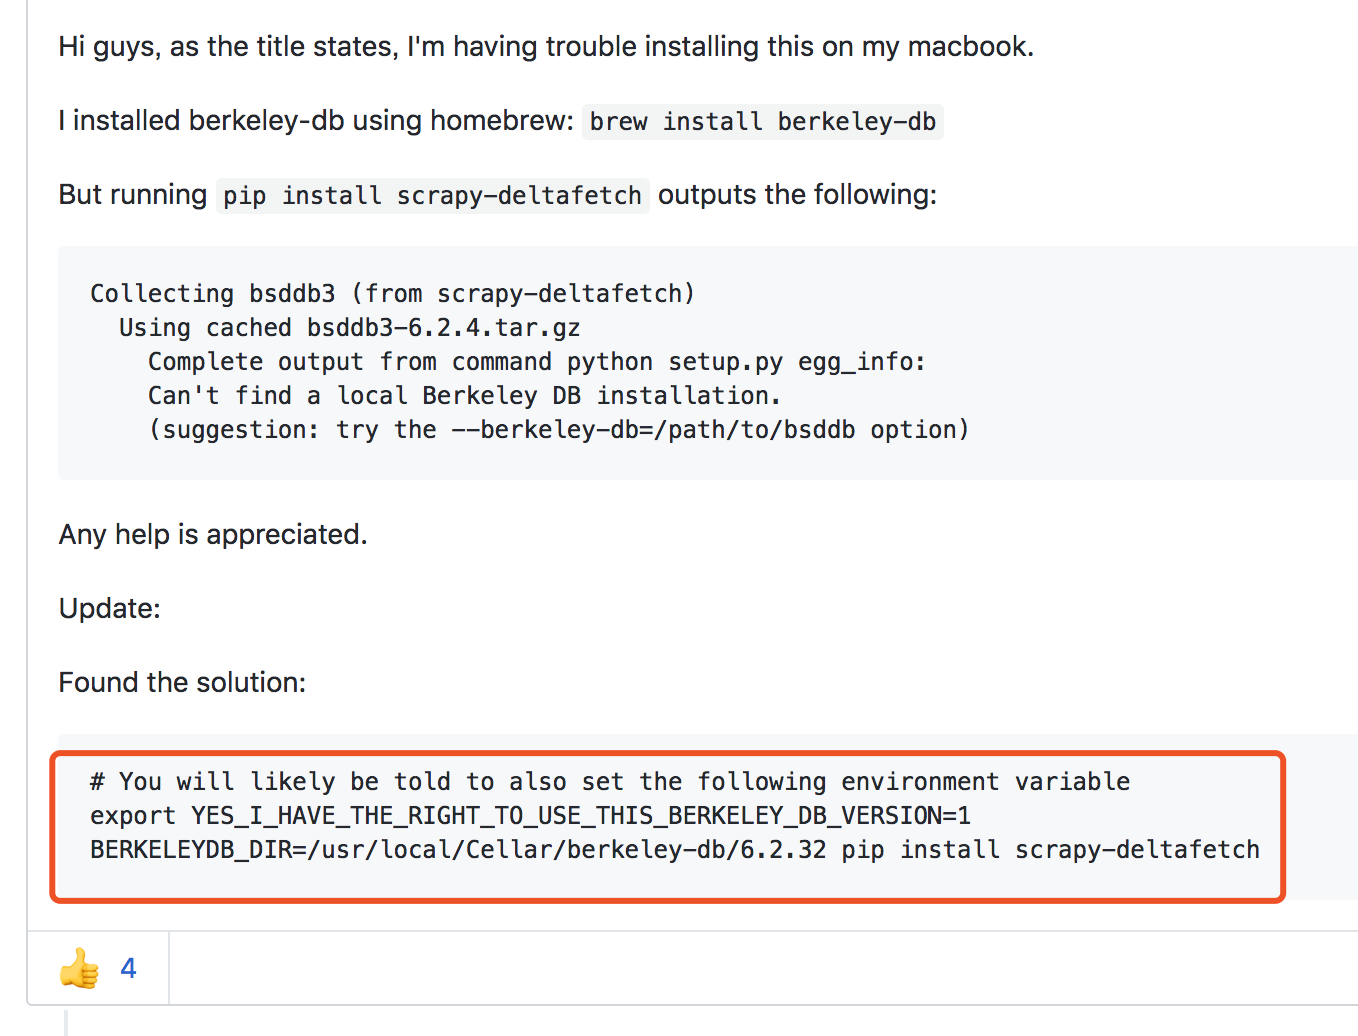 Hi guys, as the title states, I'm having trouble installing this on my macbook.
I installed berkeley-db using homebrew: brew install berkeley-db
But running pip install scrapy-deltafetch outputs the following:
Collecting bsddb3 (from scrapy-deltafetch)
Using cached bsddb3-6.2.4.tar.gz
Complete output from command python setup.py egg_info:
Can't find a local Berkeley DB installation.
(suggestion: try the --berkeley-db=/path/to/bsddb option)
Any help is appreciated.
Update:
Found the solution:
# You will likely be told to also set the following environment variable
export YES_I_HAVE_THE_RIGHT_TO_USE_THIS_BERKELEY_DB_VERSION=1
BERKELEYDB_DIR=/usr/local/Cellar/berkeley-db/6.2.32 pip install scrapy-deltafetch
👍 4